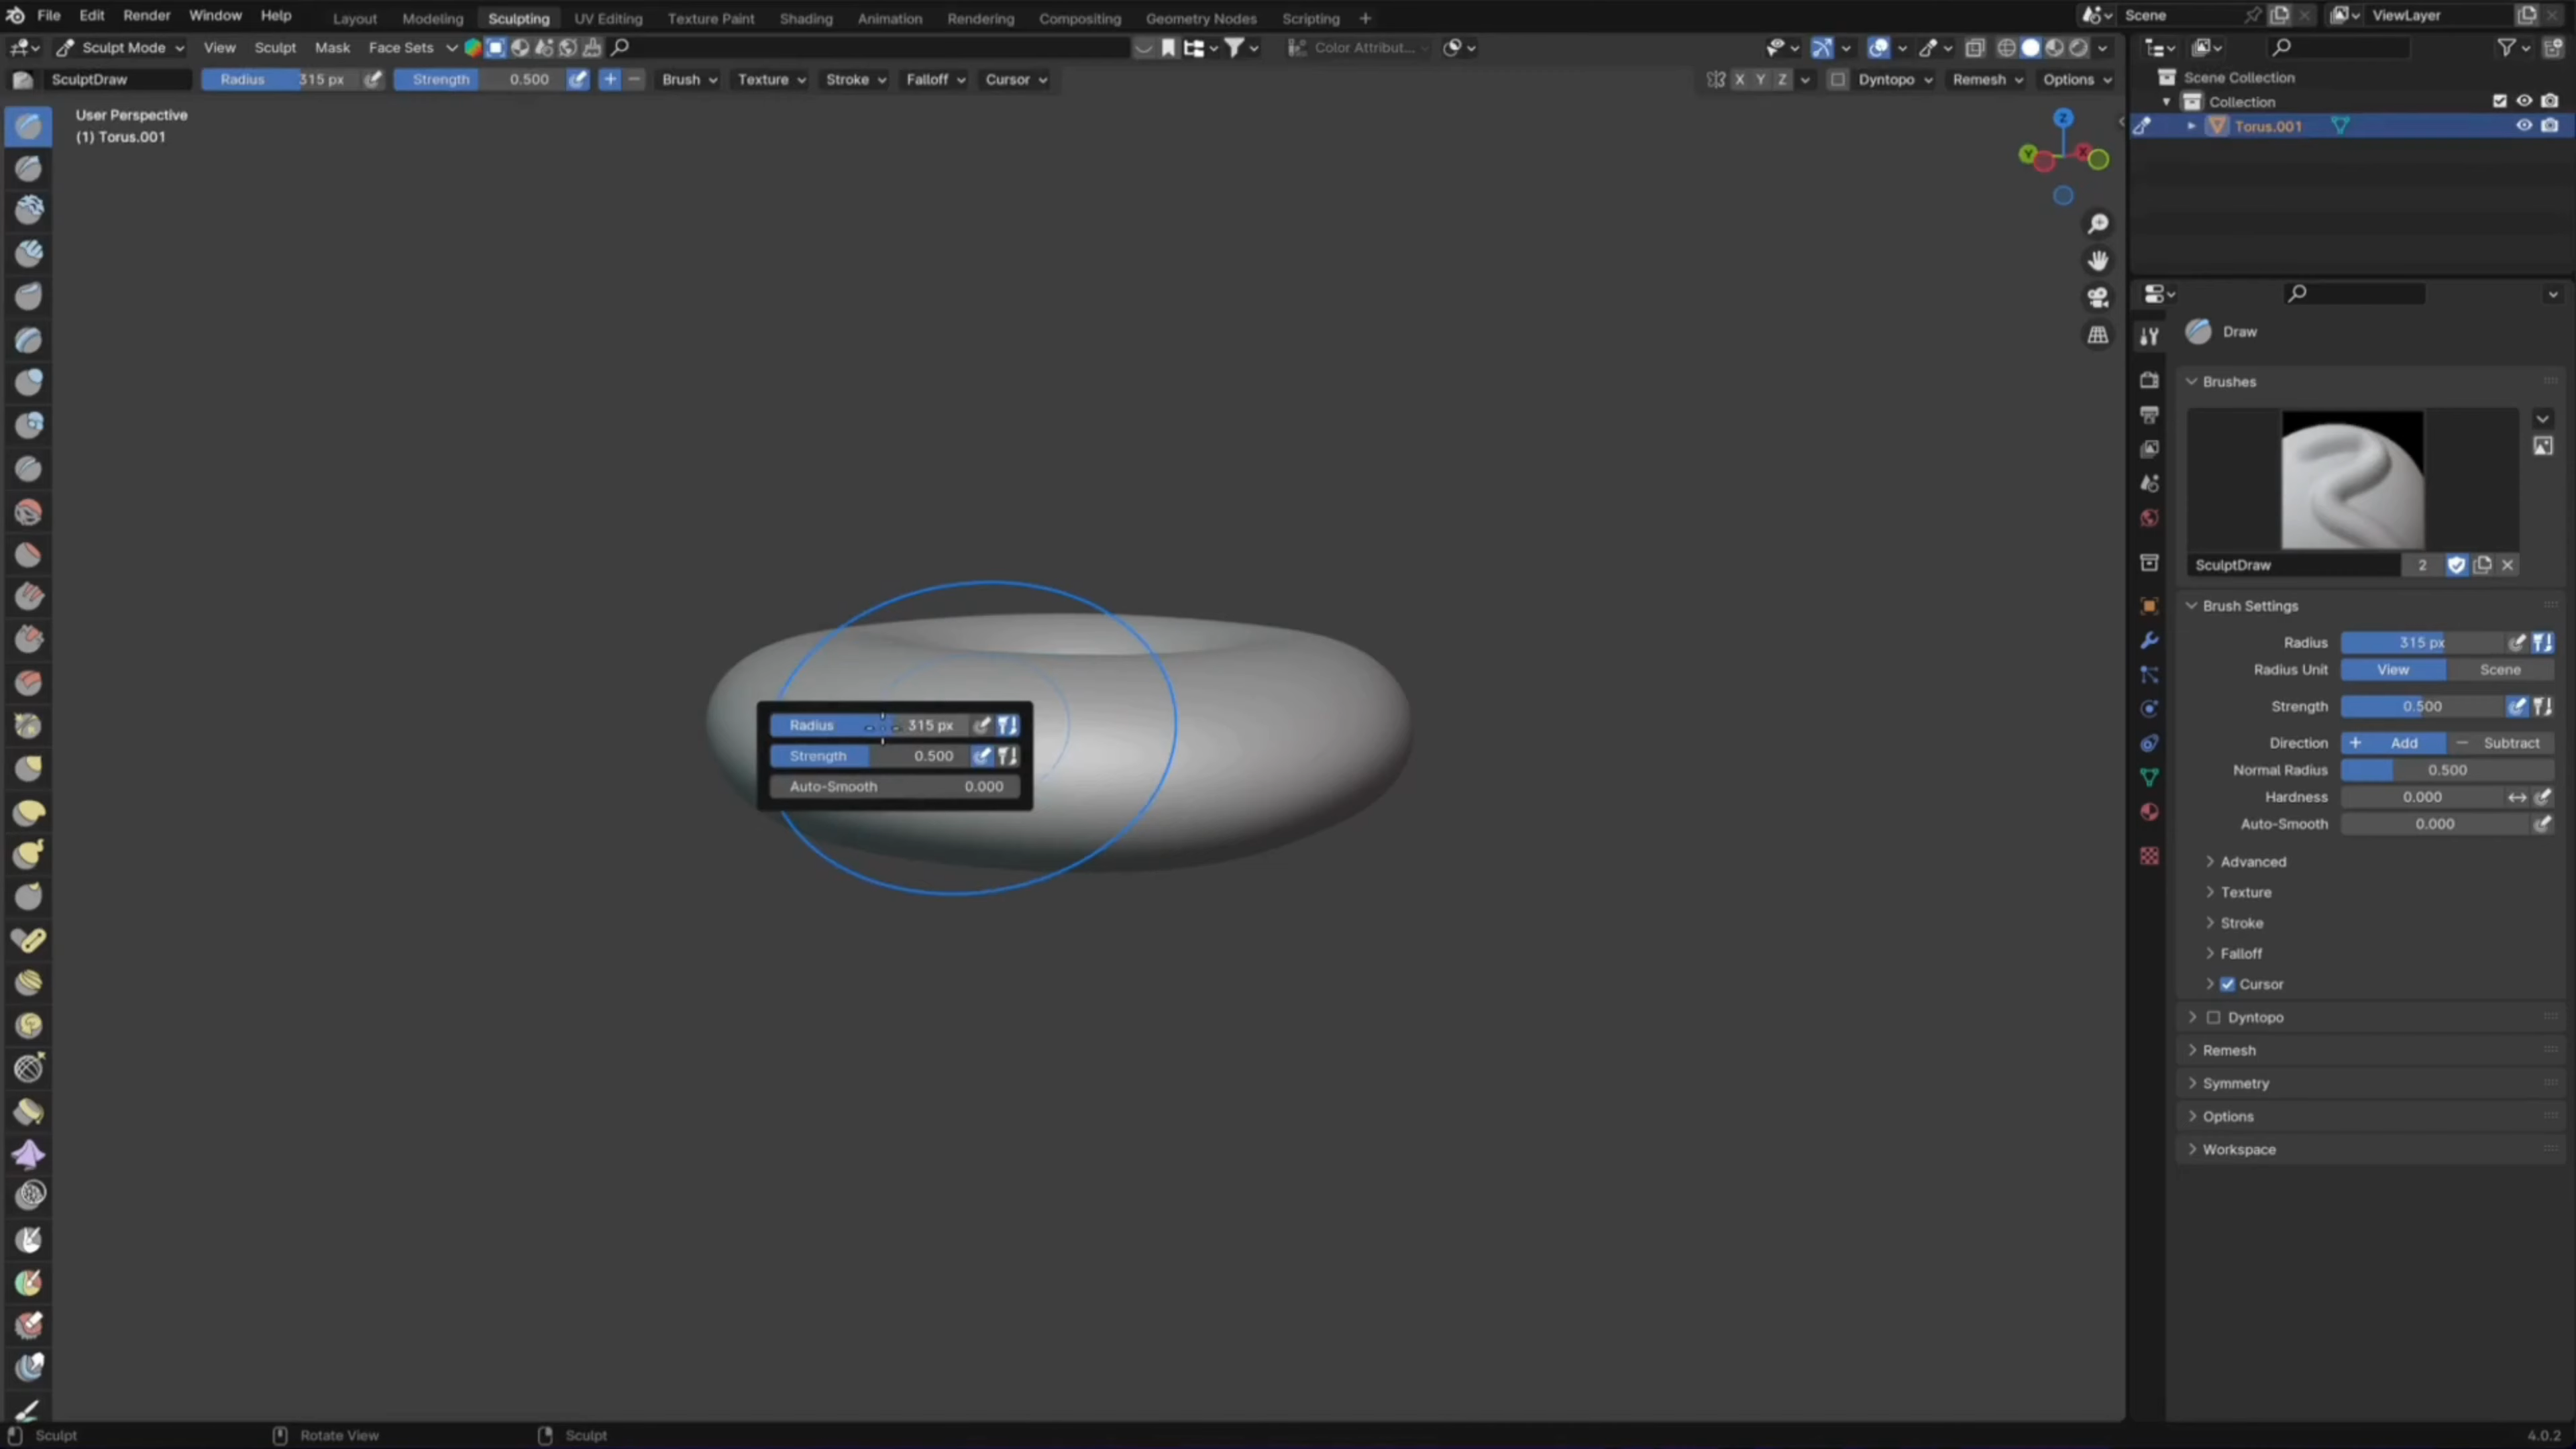 File Edit Render Window Help Layout Modeling Sculpting UV Editing Texture Paint Shading Animation Rendering Compositing Geometry Nodes Scripting + Scene ViewLayer
Sculpt Mode View Sculpt Mask Face Sets Color Attribut...
SculptDraw Radius 315 px Strength 0.500 + − Brush Texture Stroke Falloff Cursor X Y Z Dyntopo Remesh Options
User Perspective
(1) Torus.001
Z
Y X
Radius 315 px
Strength 0.500
Auto-Smooth 0.000
Scene Collection
Collection
Torus.001
Draw
Brushes
SculptDraw 2
Brush Settings
Radius 315 px
Radius Unit View Scene
Strength 0.500
Direction + Add − Subtract
Normal Radius 0.500
Hardness 0.000
Auto-Smooth 0.000
Advanced
Texture
Stroke
Falloff
Cursor
Dyntopo
Remesh
Symmetry
Options
Workspace
Sculpt Rotate View Sculpt 4.0.2